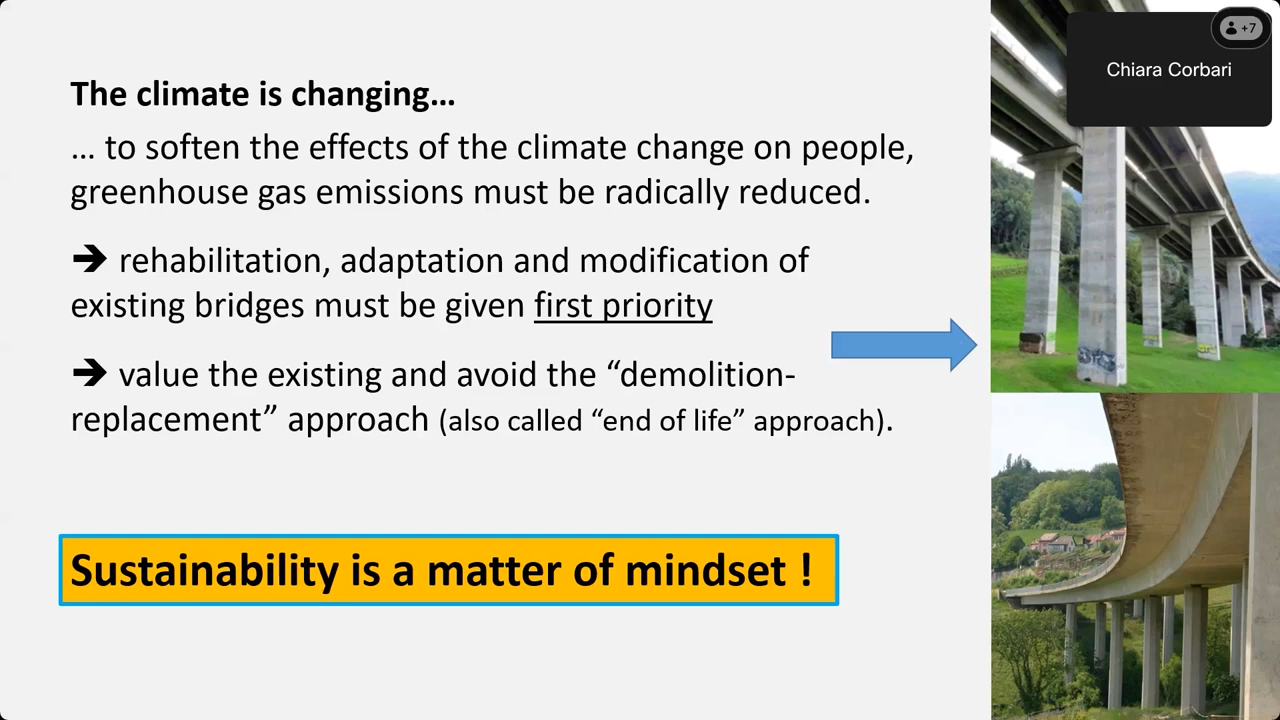 The climate is changing…
… to soften the effects of the climate change on people,
greenhouse gas emissions must be radically reduced.
➔ rehabilitation, adaptation and modification of
existing bridges must be given first priority
➔ value the existing and avoid the “demolition-
replacement” approach (also called “end of life” approach).
Sustainability is a matter of mindset !
+7
Chiara Corbari